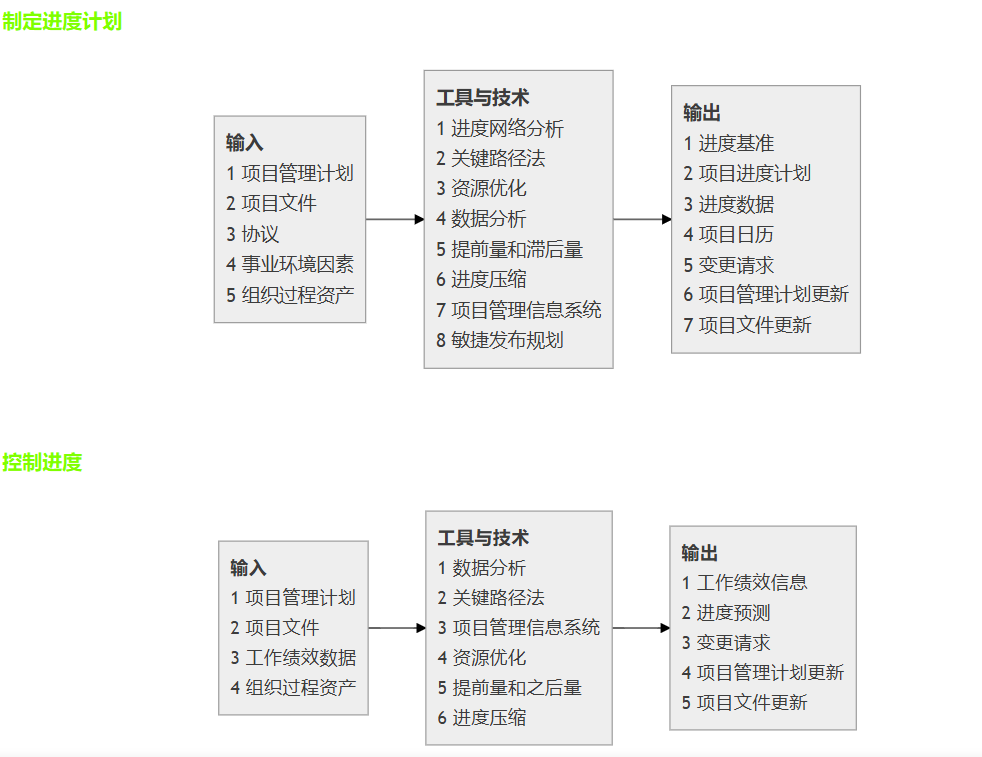 制定进度计划
输入
1 项目管理计划
2 项目文件
3 协议
4 事业环境因素
5 组织过程资产
工具与技术
1 进度网络分析
2 关键路径法
3 资源优化
4 数据分析
5 提前量和滞后量
6 进度压缩
7 项目管理信息系统
8 敏捷发布规划
输出
1 进度基准
2 项目进度计划
3 进度数据
4 项目日历
5 变更请求
6 项目管理计划更新
7 项目文件更新
控制进度
输入
1 项目管理计划
2 项目文件
3 工作绩效数据
4 组织过程资产
工具与技术
1 数据分析
2 关键路径法
3 项目管理信息系统
4 资源优化
5 提前量和之后量
6 进度压缩
输出
1 工作绩效信息
2 进度预测
3 变更请求
4 项目管理计划更新
5 项目文件更新